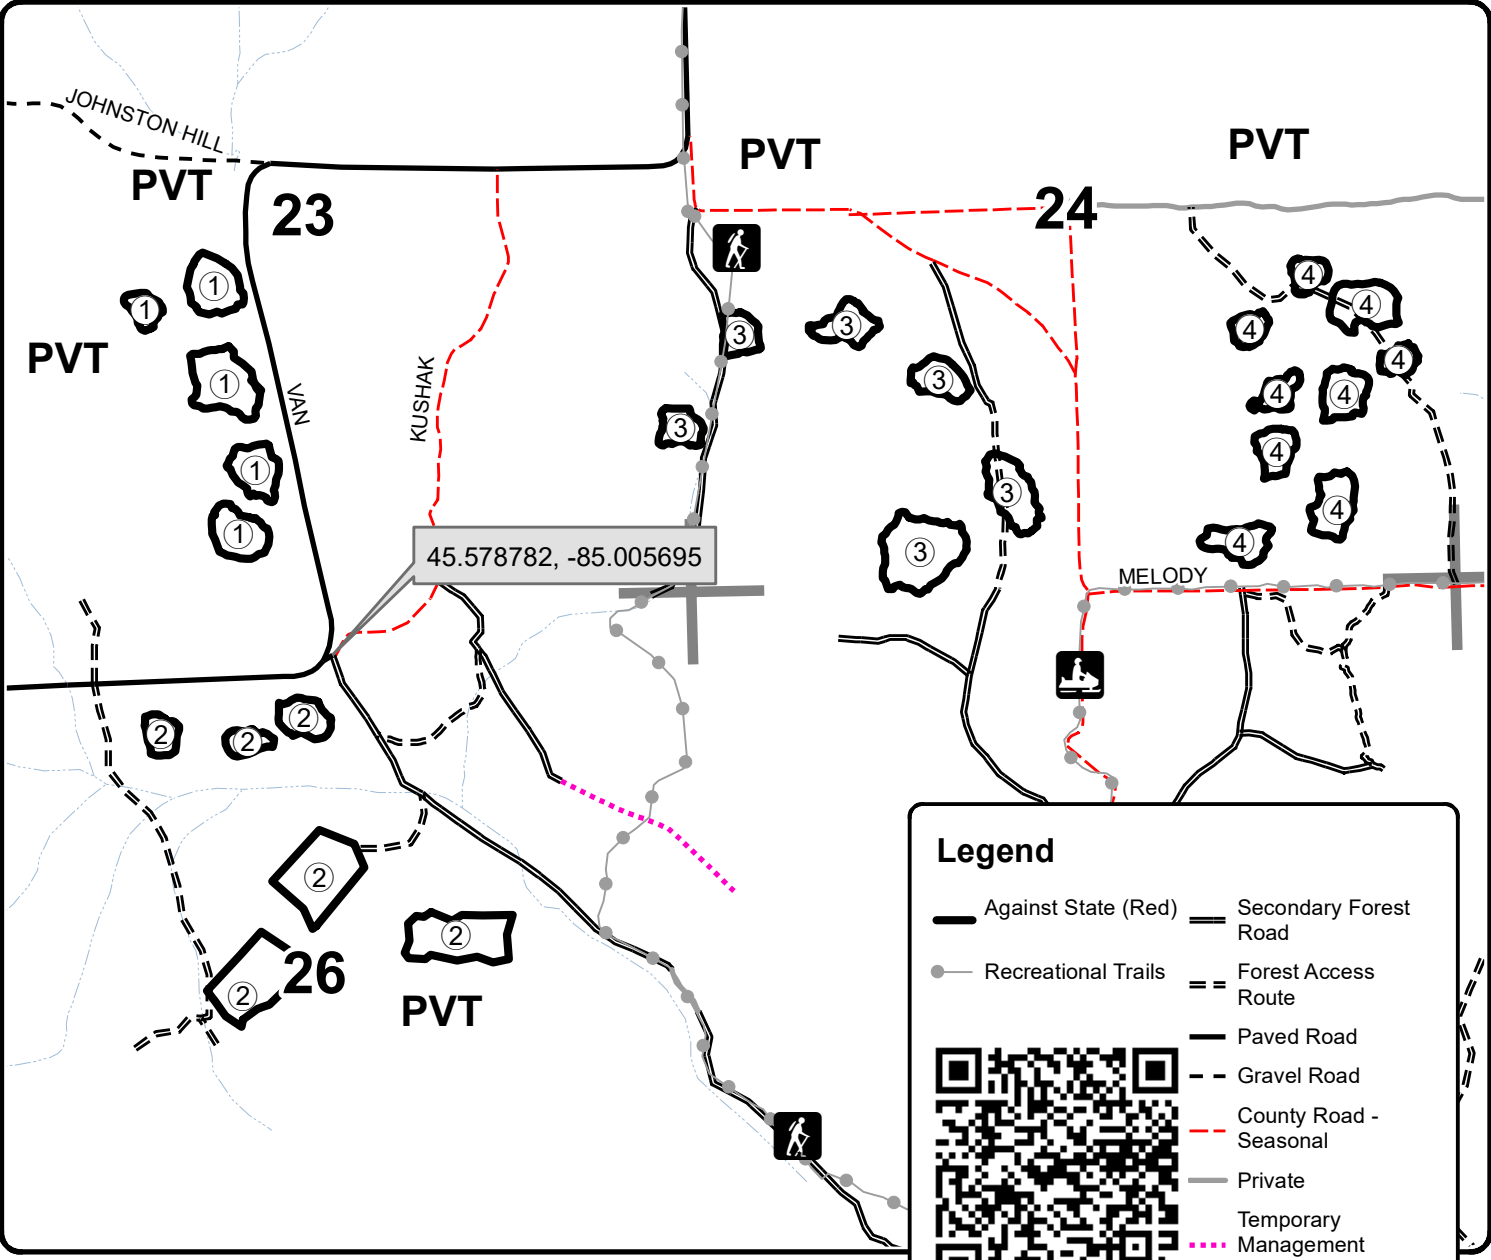 JOHNSTON HILL
PVT
PVT
PVT
23
24
1
1
4
4
PVT
3
3
4
4
VAN
KUSHAK
1
3
4
4
3
1
4
3
4
1
3
4
45.578782, -85.005695
MELODY
2
2
2
2
2
2
26
PVT
Legend
Against State (Red)
Recreational Trails
Secondary Forest
Road
Forest Access
Route
Paved Road
Gravel Road
County Road -
Seasonal
Private
Temporary
Management